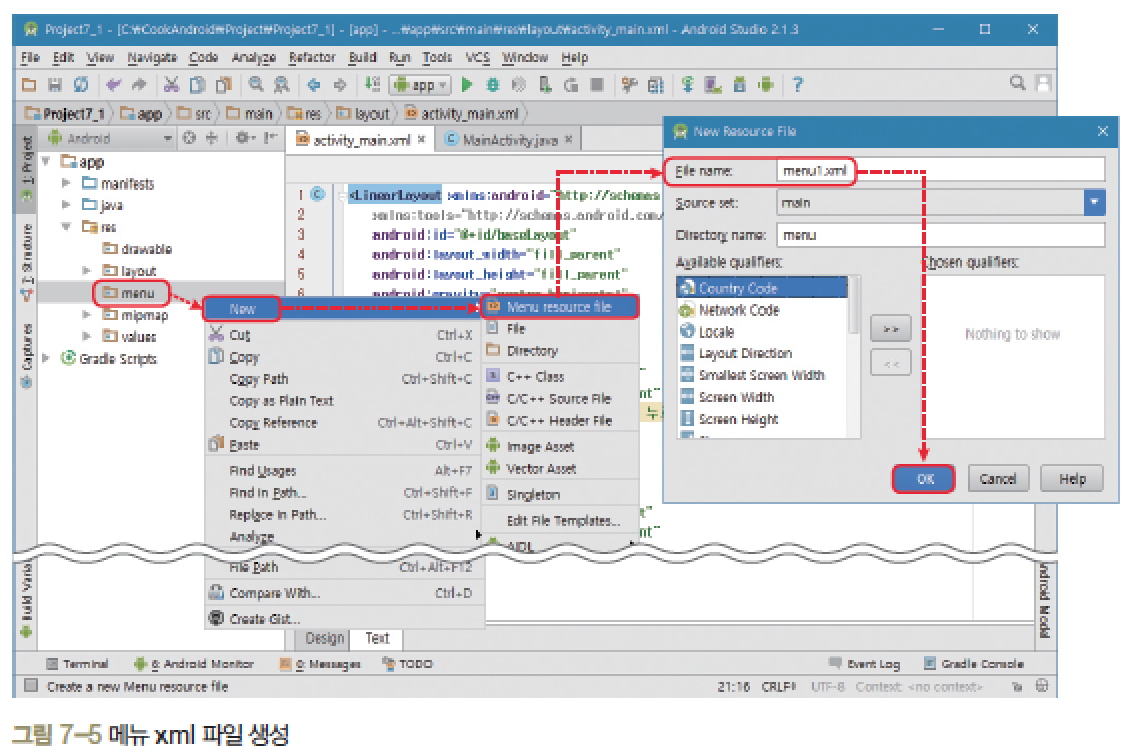 Project7_1 - [C:₩CookAndroid₩Project₩Project7_1] - [app] - ...₩app₩src₩main₩res₩layout₩activity_main.xml - Android Studio 2.1.3
File Edit View Navigate Code Analyze Refactor Build Run Tools VCS Window Help
app
Project7_1 app src main res layout activity_main.xml
1: Project
Android
activity_main.xml
MainActivity.java
app
manifests
java
res
drawable
layout
menu
mipmap
values
Gradle Scripts
Z: Structure
Captures
Build Varia
1 <LinearLayout xmlns:android="http://schemas
2 xmlns:tools="http://schemas.android.com/
3 android:id="@+id/baseLayout"
4 android:layout_width="fill_parent"
5 android:layout_height="fill_parent"
New
Cut Ctrl+X
Copy Ctrl+C
Copy Path Ctrl+Shift+C
Copy as Plain Text
Copy Reference Ctrl+Alt+Shift+C
Paste Ctrl+V
Find Usages Alt+F7
Find in Path... Ctrl+Shift+F
Replace in Path... Ctrl+Shift+R
Analyze
File Path Ctrl+Alt+F12
Compare With... Ctrl+D
Create Gist...
Menu resource file
File
Directory
C++ Class
C/C++ Source File
C/C++ Header File
Image Asset
Vector Asset
Singleton
Edit File Templates...
AIDL
nt"
누
t"
nt"
New Resource File
File name: menu1.xml
Source set: main
Directory name: menu
Available qualifiers: Chosen qualifiers:
Country Code
Network Code
Locale
Layout Direction
Smallest Screen Width
Screen Width
Screen Height
>>
<<
Nothing to show
OK Cancel Help
ndroid Model
Design Text
Terminal 6: Android Monitor 0: Messages TODO Event Log Gradle Console
Create a new Menu resource file 21:16 CRLF UTF-8 Context: <no context>
그림 7-5 메뉴 xml 파일 생성